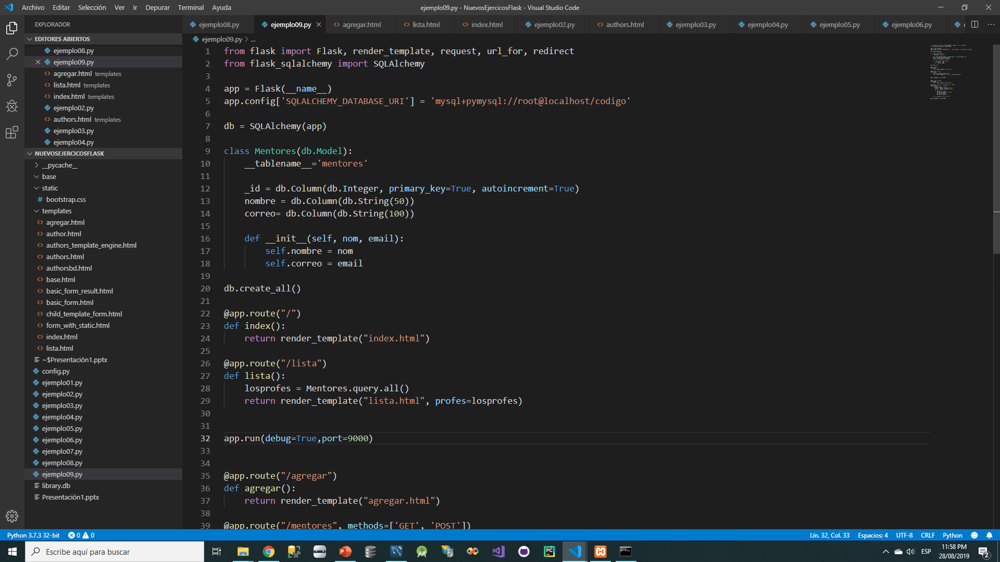 Archivo Editar Selección Ver Ir Depurar Terminal Ayuda
ejemplo09.py - NuevosEjercicosFlask - Visual Studio Code
EXPLORADOR
EDITORES ABIERTOS
ejemplo08.py
ejemplo09.py
agregar.html templates
lista.html templates
index.html templates
ejemplo02.py
authors.html templates
ejemplo03.py
ejemplo04.py
NUEVOSEJERCICOSFLASK
__pycache__
base
static
bootstrap.css
templates
agregar.html
author.html
authors_template_engine.html
authors.html
authorsbd.html
base.html
basic_form_result.html
basic_form.html
child_template_form.html
form_with_static.html
index.html
lista.html
~$Presentación1.pptx
config.py
ejemplo01.py
ejemplo02.py
ejemplo03.py
ejemplo04.py
ejemplo05.py
ejemplo06.py
ejemplo07.py
ejemplo08.py
ejemplo09.py
library.db
Presentación1.pptx
ejemplo08.py ejemplo09.py agregar.html lista.html index.html ejemplo02.py authors.html ejemplo03.py ejemplo04.py ejemplo05.py ejemplo06.py
ejemplo09.py > ...
1 from flask import Flask, render_template, request, url_for, redirect
2 from flask_sqlalchemy import SQLAlchemy
3
4 app = Flask(__name__)
5 app.config['SQLALCHEMY_DATABASE_URI'] = 'mysql+pymysql://root@localhost/codigo'
6
7 db = SQLAlchemy(app)
8
9 class Mentores(db.Model):
10 __tablename__='mentores'
11
12 _id = db.Column(db.Integer, primary_key=True, autoincrement=True)
13 nombre = db.Column(db.String(50))
14 correo= db.Column(db.String(100))
15
16 def __init__(self, nom, email):
17 self.nombre = nom
18 self.correo = email
19
20 db.create_all()
21
22 @app.route("/")
23 def index():
24 return render_template("index.html")
25
26 @app.route("/lista")
27 def lista():
28 losprofes = Mentores.query.all()
29 return render_template("lista.html", profes=losprofes)
30
31
32 app.run(debug=True,port=9000)
33
34
35 @app.route("/agregar")
36 def agregar():
37 return render_template("agregar.html")
38
39 @app.route("/mentores", methods=['GET', 'POST'])
Python 3.7.3 32-bit 0 0
Lín. 32, Col. 33 Espacios: 4 UTF-8 CRLF Python
Escribe aquí para buscar
ESP
11:58 PM
28/08/2019
2